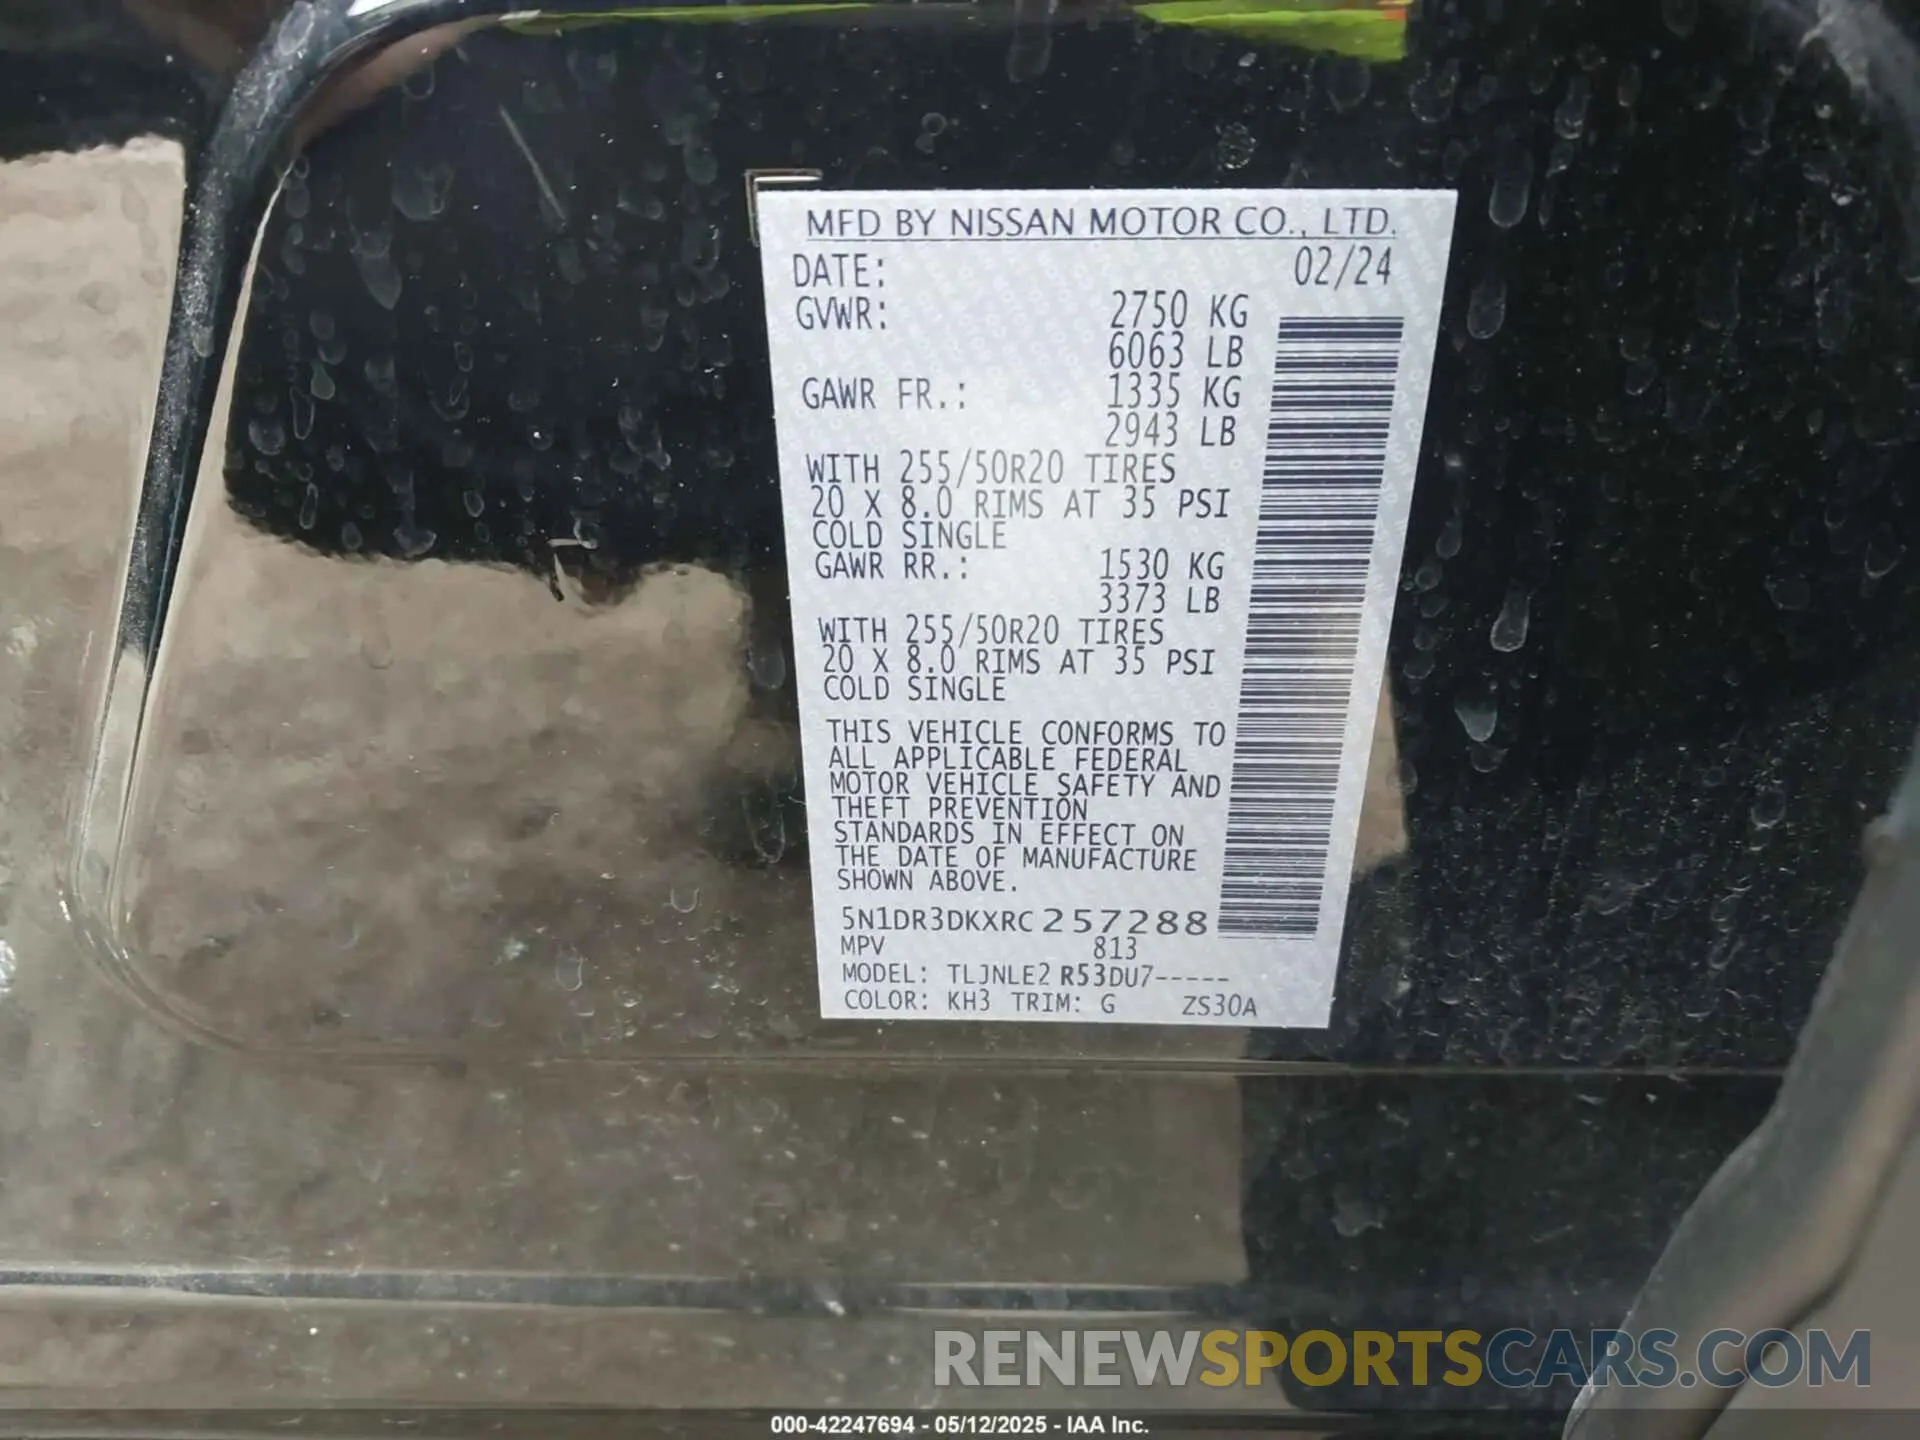 MFD BY NISSAN MOTOR CO., LTD.
DATE: 02/24
GVWR: 2750 KG
6063 LB
GAWR FR.: 1335 KG
2943 LB
WITH 255/50R20 TIRES
20 X 8.0 RIMS AT 35 PSI
COLD SINGLE
GAWR RR.: 1530 KG
3373 LB
WITH 255/50R20 TIRES
20 X 8.0 RIMS AT 35 PSI
COLD SINGLE
THIS VEHICLE CONFORMS TO
ALL APPLICABLE FEDERAL
MOTOR VEHICLE SAFETY AND
THEFT PREVENTION
STANDARDS IN EFFECT ON
THE DATE OF MANUFACTURE
SHOWN ABOVE.
5N1DR3DKXRC257288
MPV 813
MODEL: TLJNLE2 R53DU7-----
COLOR: KH3 TRIM: G ZS30A
RENEWSPORTSCARS.COM
000-42247694 - 05/12/2025 - IAA Inc.